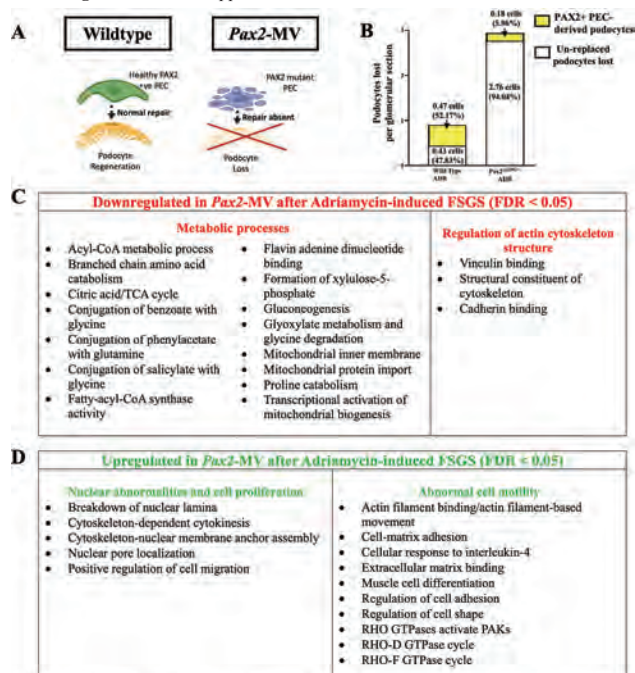 A
Wildtype
Pax2-MV
Healthy PAX2
+ve PEC
Normal repair
Podocyte
Regeneration
PAX2 mutant
PEC
Repair absent
Podocyte
Loss
B
PAX2+ PEC-
derived podocytes
Un-replaced
podocytes lost
Podocytes lost
per glomerular section
1
0
0.18 cells
2.76 cells
(94.04%)
0.47 cells
(52.17%)
0.43 cells
(47.83%)
Wild Type
ADR
ADR
C
Downregulated in Pax2-MV after Adriamycin-induced FSGS (FDR < 0.05)
Metabolic processes
• Acyl-CoA metabolic process
• Branched chain amino acid
catabolism
• Citric acid/TCA cycle
• Conjugation of benzoate with
glycine
• Conjugation of phenylacetate
with glutamine
• Conjugation of salicylate with
glycine
• Fatty-acyl-CoA synthase
activity
• Flavin adenine dinucleotide
binding
• Formation of xylulose-5-
phosphate
• Gluconeogenesis
• Glyoxylate metabolism and
glycine degradation
• Mitochondrial inner membrane
• Mitochondrial protein import
• Proline catabolism
• Transcriptional activation of
mitochondrial biogenesis
Regulation of actin cytoskeleton
structure
• Vinculin binding
• Structural constituent of
cytoskeleton
• Cadherin binding
D
Upregulated in Pax2-MV after Adriamycin-induced FSGS (FDR < 0.05)
Nuclear abnormalities and cell proliferation
• Breakdown of nuclear lamina
• Cytoskeleton-dependent cytokinesis
• Cytoskeleton-nuclear membrane anchor assembly
• Nuclear pore localization
• Positive regulation of cell migration
Abnormal cell motility
• Actin filament binding/actin filament-based
movement
• Cell-matrix adhesion
• Cellular response to interleukin-4
• Extracellular matrix binding
• Muscle cell differentiation
• Regulation of cell adhesion
• Regulation of cell shape
• RHO GTPases activate PAKs
• RHO-D GTPase cycle
• RHO-F GTPase cycle